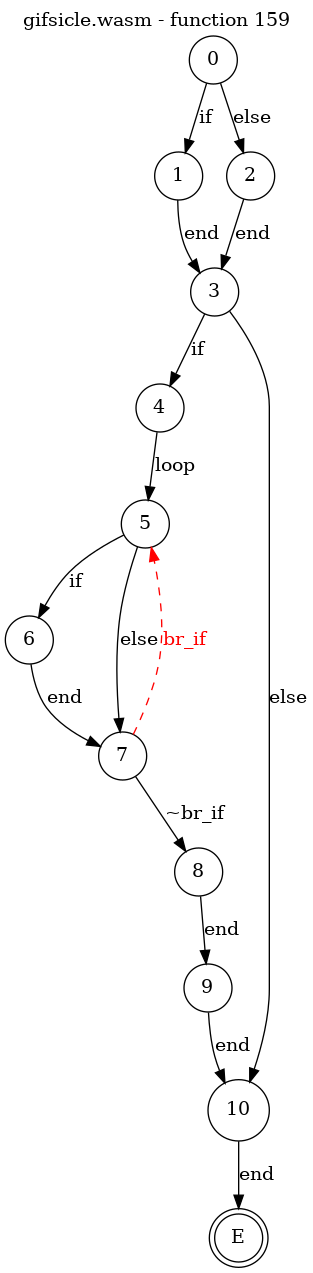 gifsicle.wasm - function 159
0
if
else
1
2
end
end
3
if
4
loop
5
if
6
else
br_if
else
end
7
~br_if
8
end
9
end
10
end
E